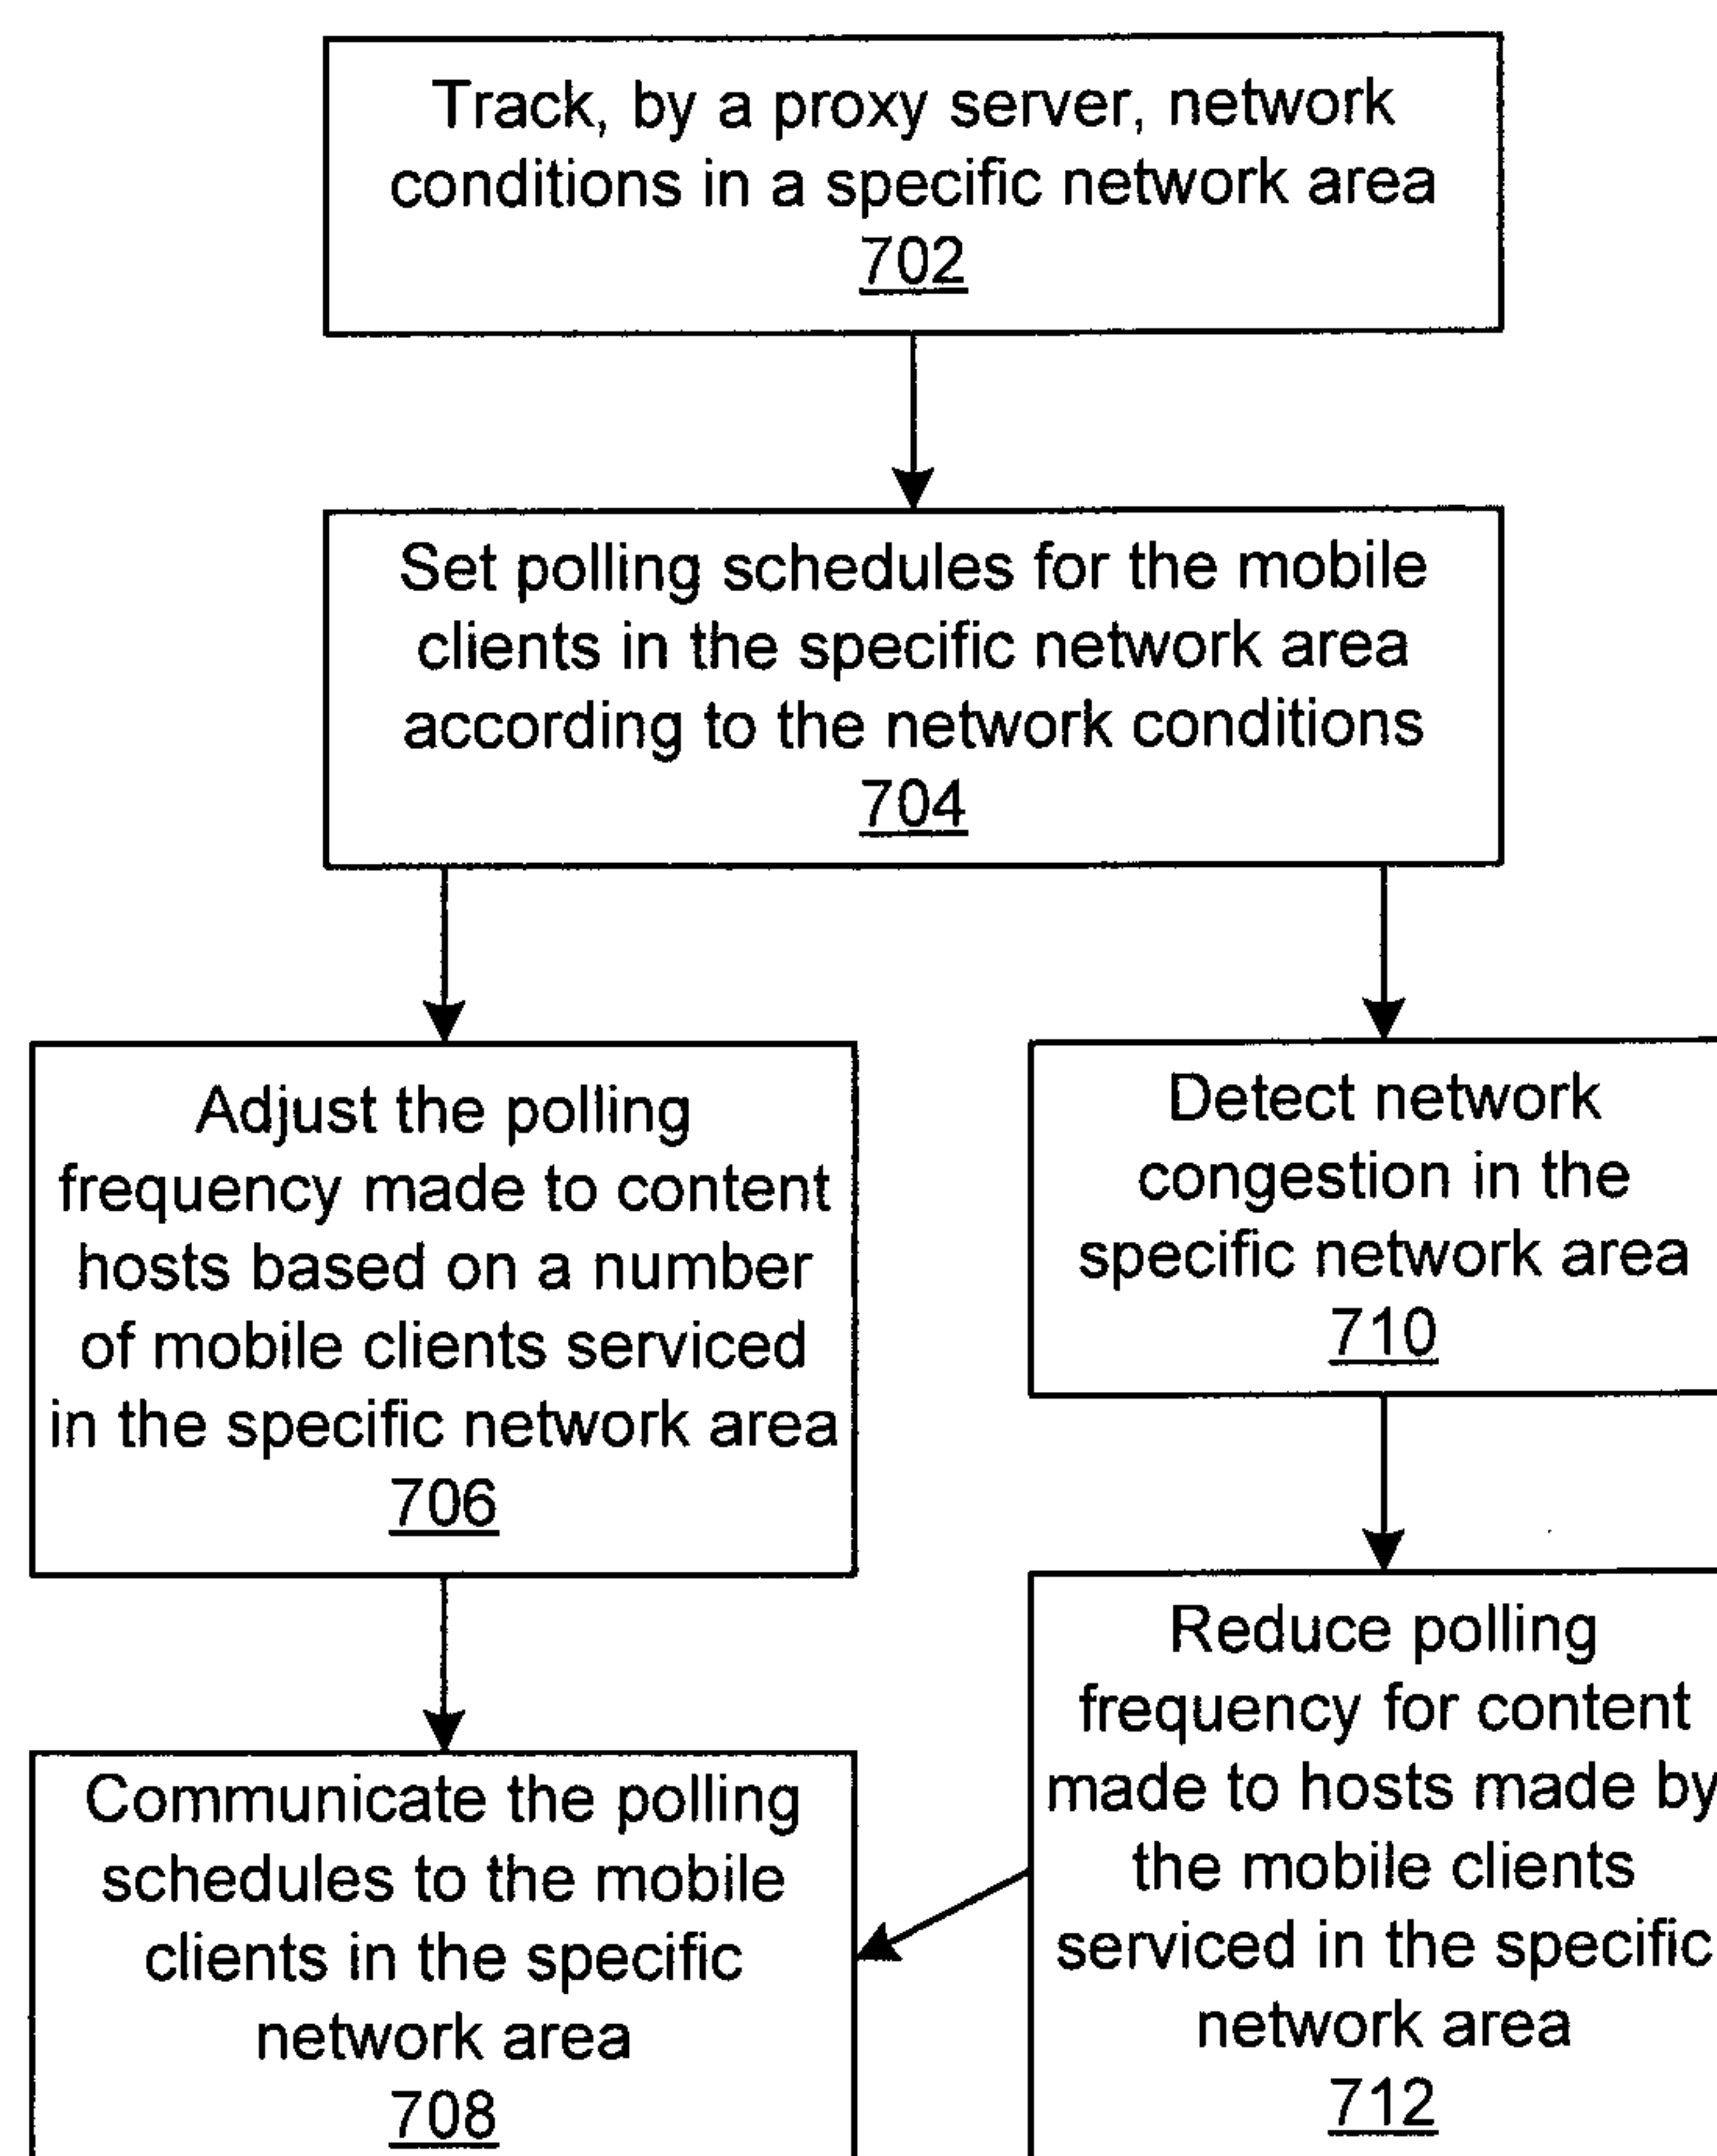 Track, by a proxy server, network
conditions in a specific network area
702
Set polling schedules for the mobile
clients in the specific network area
according to the network conditions
704
Adjust the polling
frequency made to content
hosts based on a number
of mobile clients serviced
in the specific network area
706
Detect network
congestion in the
specific network area
710
Communicate the polling
schedules to the mobile
clients in the specific
network area
708
Reduce polling
frequency for content
made to hosts made by
the mobile clients
serviced in the specific
network area
712